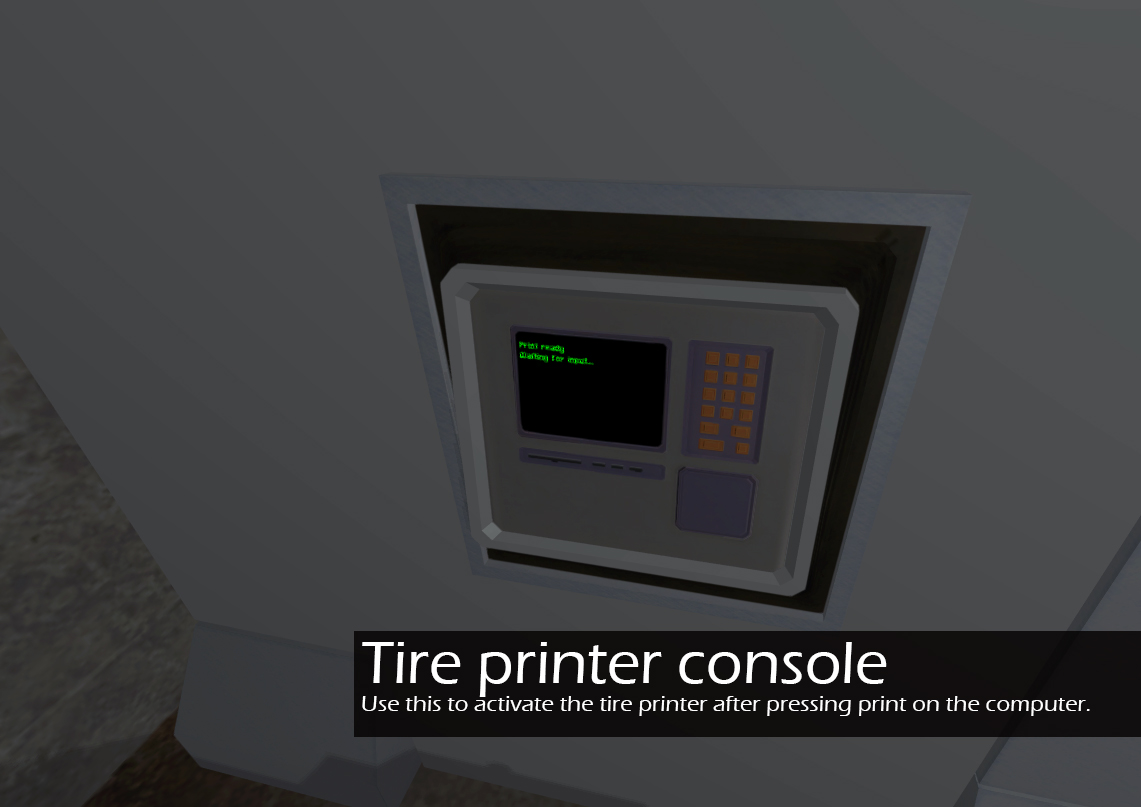 Print ready
Waiting for input...
Tire printer console
Use this to activate the tire printer after pressing print on the computer.